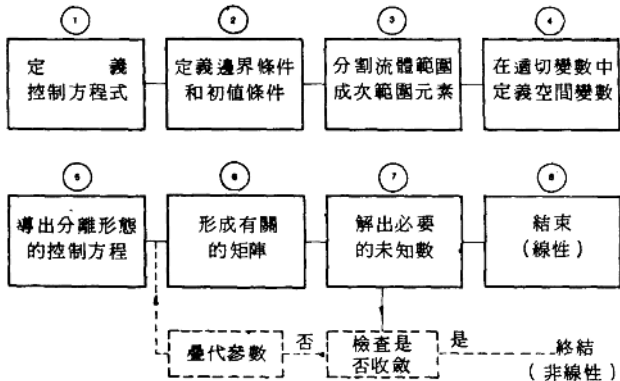 1
2
3
4
定義
控制方程式
定義邊界條件
和初值條件
分割流體範圍
成次範圍元素
在適切變數中
定義空間變數
5
6
7
8
導出分離形態
的控制方程
形成有關
的矩陣
解出必要
的未知數
結束
(線性)
疊代參數
否
檢查是
否收斂
是
終結
(非線性)